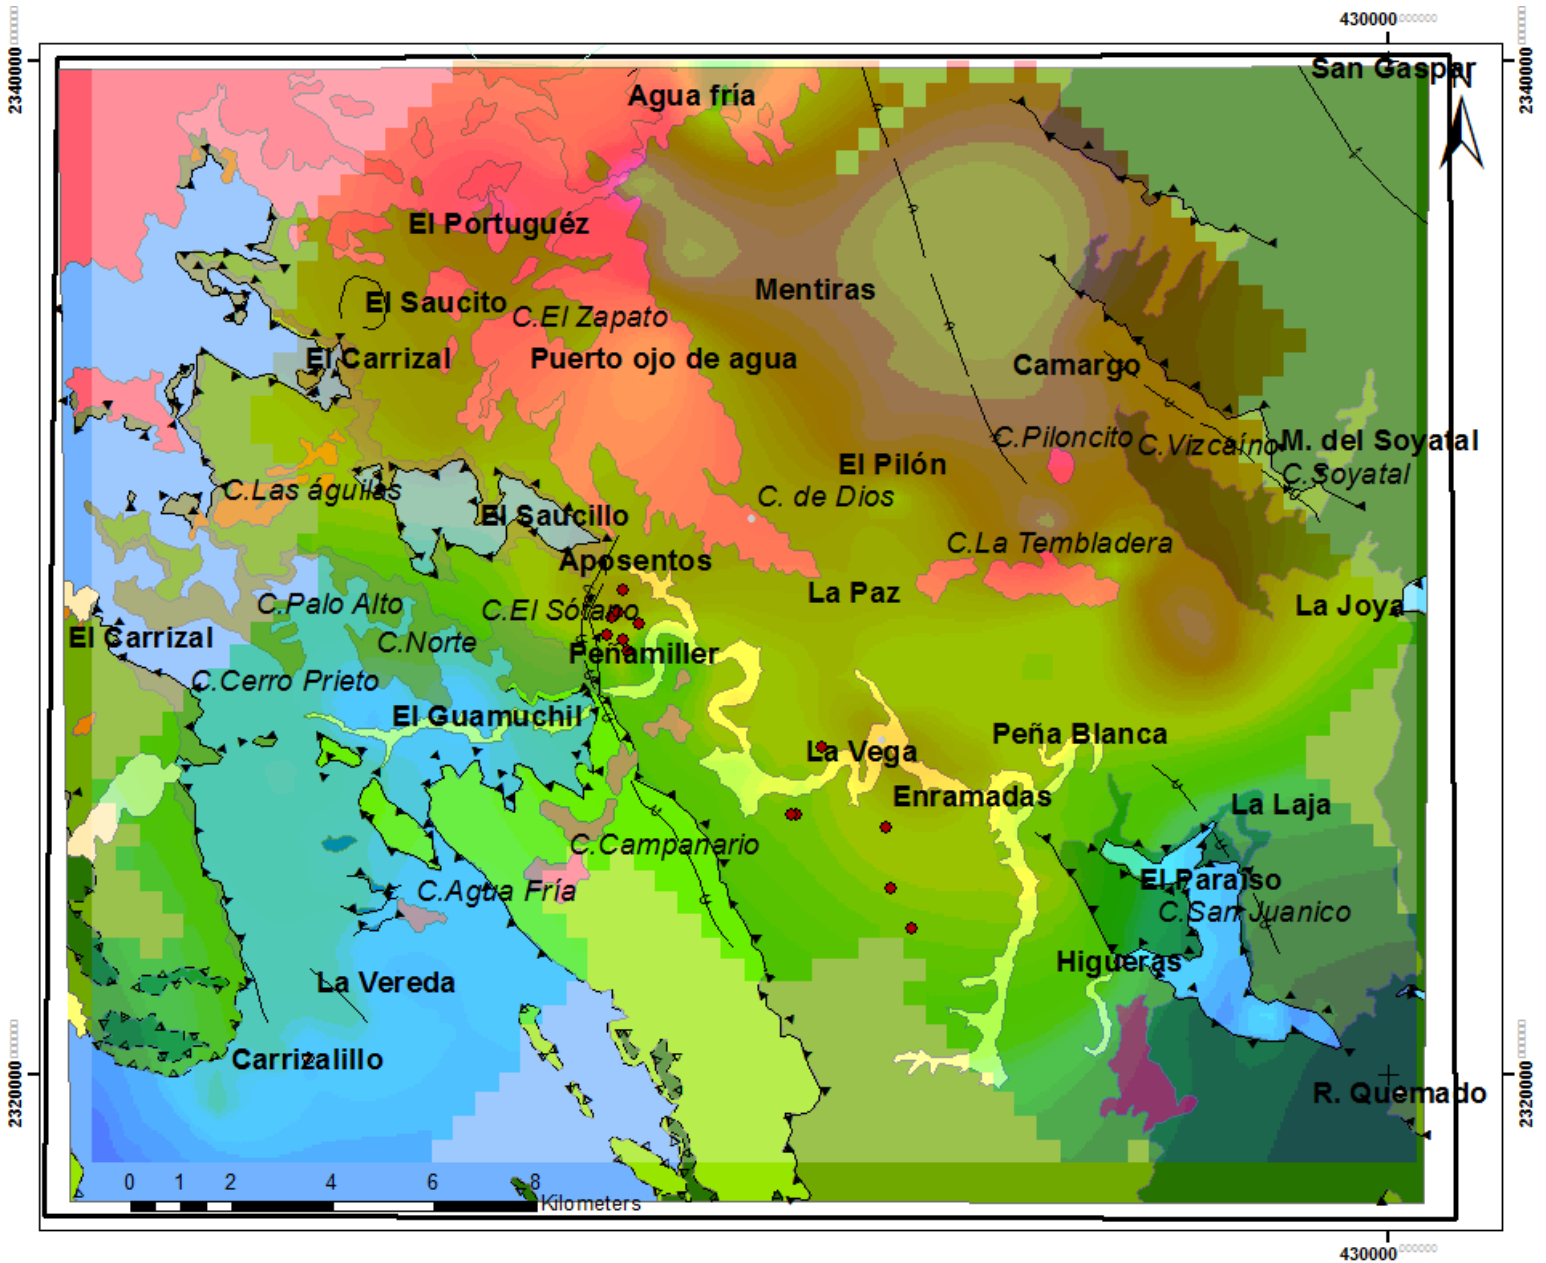 430000
2340000
2340000
San Gaspar
N
Agua fría
El Portuguéz
Mentiras
El Saucito
C.El Zapato
El Carrizal
Puerto ojo de agua
Camargo
C.Piloncito
C.Vizcaíno
M. del Soyatal
El Pilón
C.Soyatal
C.Las águilas
C. de Dios
El Saucillo
C.La Tembladera
Aposentos
La Paz
C.Palo Alto
C.El Sótano
La Joya
El Carrizal
C.Norte
Peñamiller
C.Cerro Prieto
El Guamuchil
Peña Blanca
La Vega
Enramadas
La Laja
C.Campanario
C.Agua Fría
El Paraíso
C.San Juanico
Higueras
La Vereda
Carrizalillo
R. Quemado
2320000
2320000
0 1 2 4 6 8
Kilometers
430000